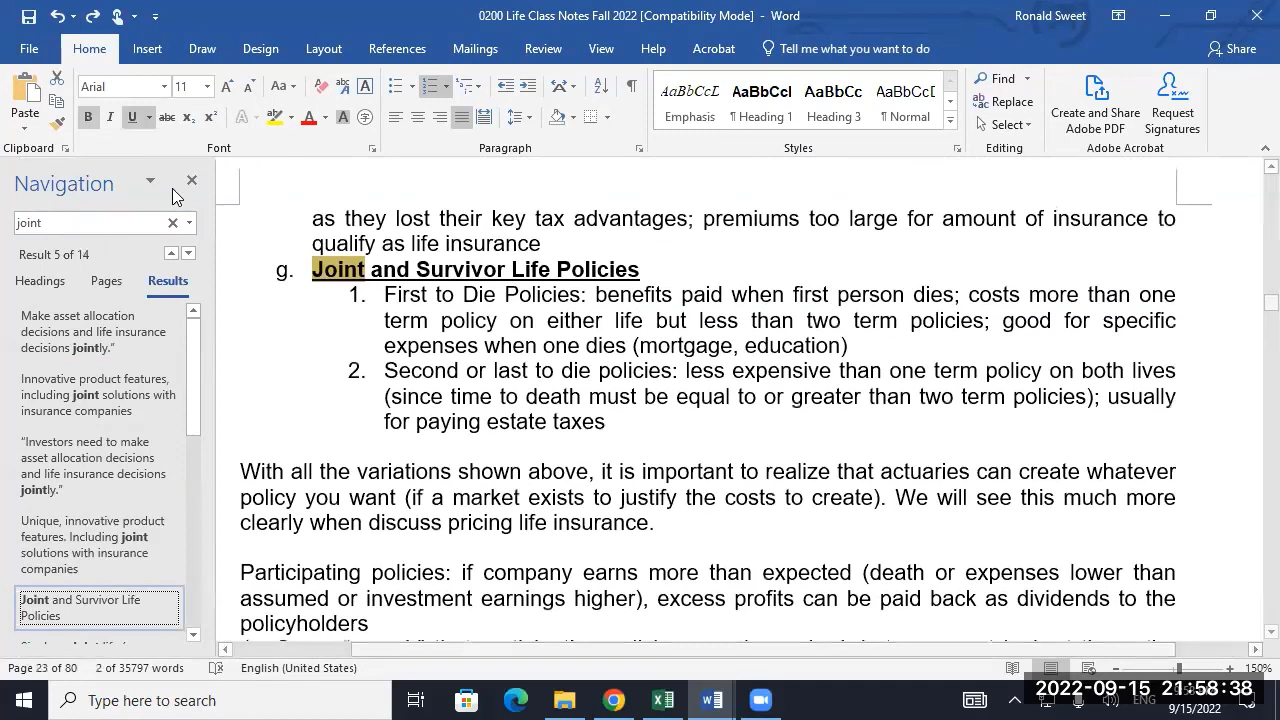 0200 Life Class Notes Fall 2022 [Compatibility Mode] - Word
Ronald Sweet
File Home Insert Draw Design Layout References Mailings Review View Help Acrobat Tell me what you want to do Share
Paste
Arial 11
Emphasis ¶ Heading 1 Heading 3 ¶ Normal
Find
Replace
Select
Create and Share Adobe PDF
Request Signatures
Clipboard Font Paragraph Styles Editing Adobe Acrobat
Navigation
joint
Result 5 of 14
Headings Pages Results
Make asset allocation
decisions and life insurance
decisions jointly."
Innovative product features,
including joint solutions with
insurance companies
"Investors need to make
asset allocation decisions
and life insurance decisions
jointly."
Unique, innovative product
features. Including joint
solutions with insurance
companies
Joint and Survivor Life
Policies
as they lost their key tax advantages; premiums too large for amount of insurance to
qualify as life insurance
g. Joint and Survivor Life Policies
1. First to Die Policies: benefits paid when first person dies; costs more than one
term policy on either life but less than two term policies; good for specific
expenses when one dies (mortgage, education)
2. Second or last to die policies: less expensive than one term policy on both lives
(since time to death must be equal to or greater than two term policies); usually
for paying estate taxes
With all the variations shown above, it is important to realize that actuaries can create whatever
policy you want (if a market exists to justify the costs to create). We will see this much more
clearly when discuss pricing life insurance.
Participating policies: if company earns more than expected (death or expenses lower than
assumed or investment earnings higher), excess profits can be paid back as dividends to the
policyholders
Page 23 of 80 2 of 35797 words English (United States) 150%
Type here to search
2022-09-15 21:58:38
ENG
9/15/2022